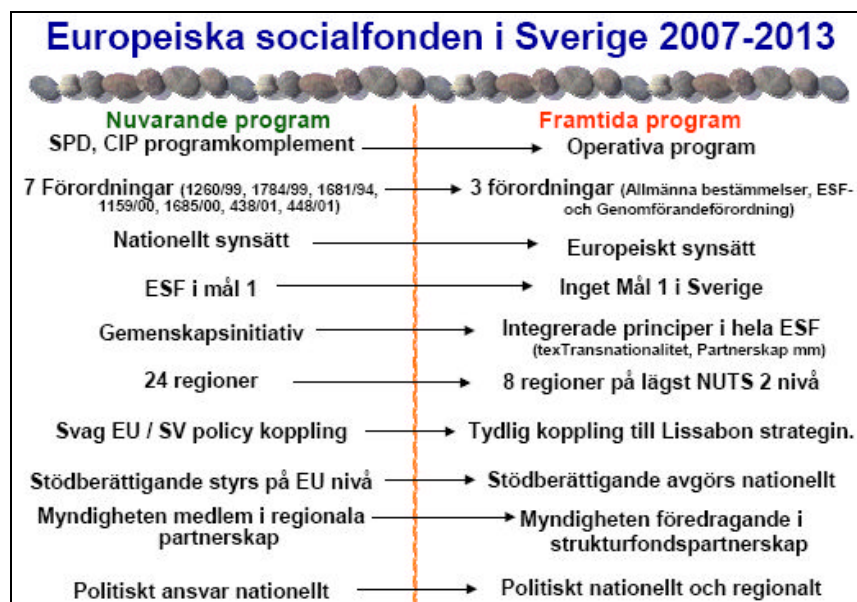 Europeiska socialfonden i Sverige 2007-2013
Nuvarande program
Framtida program
SPD, CIP programkomplement
Operativa program
7 Förordningar (1260/99, 1784/99, 1681/94,
1159/00, 1685/00, 438/01, 448/01)
3 förordningar (Allmänna bestämmelser, ESF-
och Genomförandeförordning)
Nationellt synsätt
Europeiskt synsätt
ESF i mål 1
Inget Mål 1 i Sverige
Gemenskapsinitiativ
Integrerade principer i hela ESF
(texTransnationalitet, Partnerskap mm)
24 regioner
8 regioner på lägst NUTS 2 nivå
Svag EU / SV policy koppling
Tydlig koppling till Lissabon strategin.
Stödberättigande styrs på EU nivå
Stödberättigande avgörs nationellt
Myndigheten medlem i regionala
partnerskap
Myndigheten föredragande i
strukturfondspartnerskap
Politiskt ansvar nationellt
Politiskt nationellt och regionalt